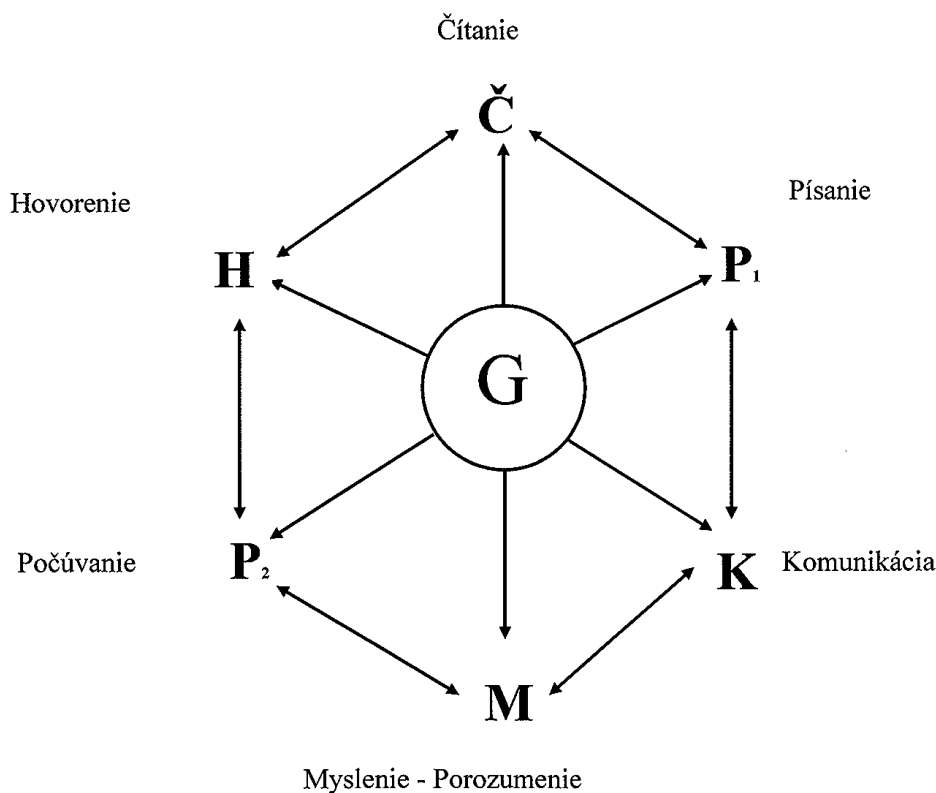 Čítanie
Č
Hovorenie
Písanie
H
P₁
G
Počúvanie
P₂
K
Komunikácia
M
Myslenie - Porozumenie